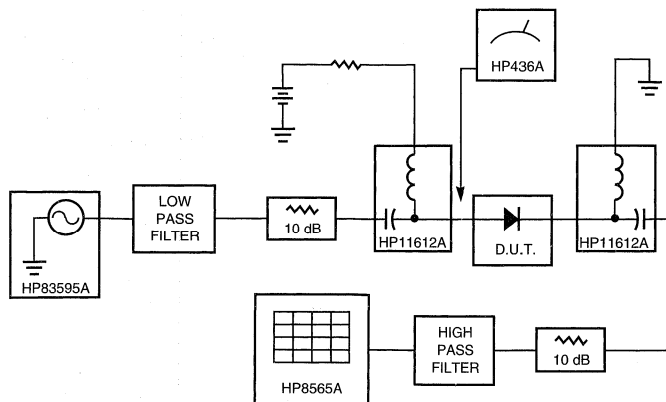 HP436A
LOW
PASS
FILTER
10 dB
HP11612A
D.U.T.
HP11612A
HP83595A
HP8565A
HIGH
PASS
FILTER
10 dB